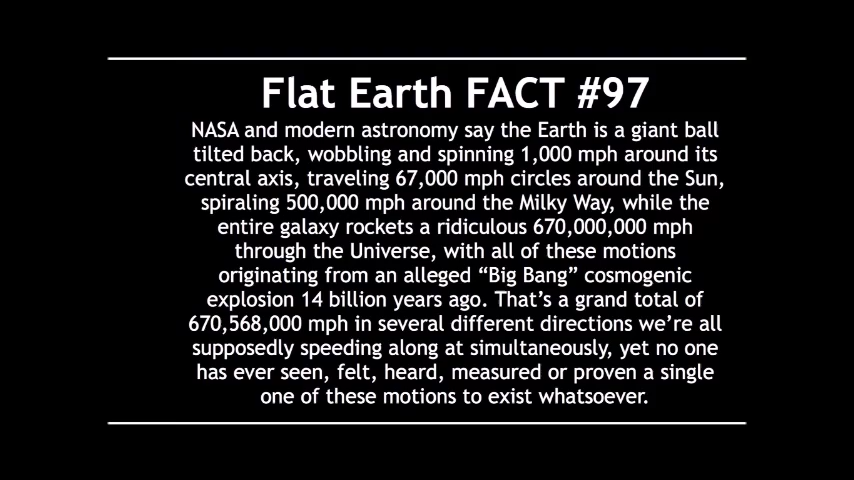 Flat Earth FACT #97
NASA and modern astronomy say the Earth is a giant ball
tilted back, wobbling and spinning 1,000 mph around its
central axis, traveling 67,000 mph circles around the Sun,
spiraling 500,000 mph around the Milky Way, while the
entire galaxy rockets a ridiculous 670,000,000 mph
through the Universe, with all of these motions
originating from an alleged “Big Bang” cosmogenic
explosion 14 billion years ago. That’s a grand total of
670,568,000 mph in several different directions we’re all
supposedly speeding along at simultaneously, yet no one
has ever seen, felt, heard, measured or proven a single
one of these motions to exist whatsoever.